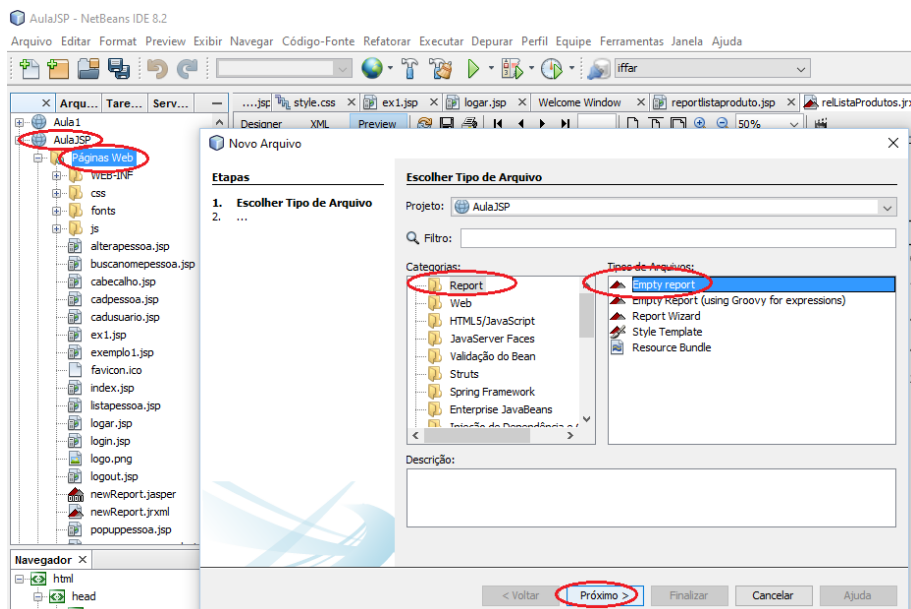 AulaJSP - NetBeans IDE 8.2
Arquivo Editar Format Preview Exibir Navegar Código-Fonte Refatorar Executar Depurar Perfil Equipe Ferramentas Janela Ajuda
iffar
Arqu... Tare... Serv...
....jsp style.css ex1.jsp logar.jsp Welcome Window reportlistaproduto.jsp relListaProdutos.jr
Designer XML Preview 50%
Aula1
AulaJSP
Páginas Web
WEB-INF
css
fonts
js
alterapessoa.jsp
buscanomepessoa.jsp
cabecalho.jsp
cadpessoa.jsp
cadusuario.jsp
ex1.jsp
exemplo1.jsp
favicon.ico
index.jsp
listapessoa.jsp
logar.jsp
login.jsp
logo.png
logout.jsp
newReport.jasper
newReport.jrxml
popuppessoa.jsp
Navegador
html
head
Novo Arquivo
Etapas
1. Escolher Tipo de Arquivo
2. ...
Escolher Tipo de Arquivo
Projeto: AulaJSP
Filtro:
Categorias:
Report
Web
HTML5/JavaScript
JavaServer Faces
Validação do Bean
Struts
Spring Framework
Enterprise JavaBeans
Injeção de Dependência e
Tipos de Arquivos:
Empty report
Empty Report (using Groovy for expressions)
Report Wizard
Style Template
Resource Bundle
Descrição:
< Voltar Próximo > Finalizar Cancelar Ajuda